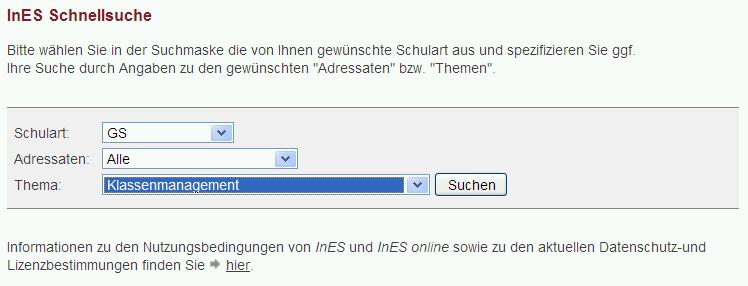 InES Schnellsuche
Bitte wählen Sie in der Suchmaske die von Ihnen gewünschte Schulart aus und spezifizieren Sie ggf.
Ihre Suche durch Angaben zu den gewünschten "Adressaten" bzw. "Themen".
Schulart: GS
Adressaten: Alle
Thema: Klassenmanagement Suchen
Informationen zu den Nutzungsbedingungen von InES und InES online sowie zu den aktuellen Datenschutz-und
Lizenzbestimmungen finden Sie hier.